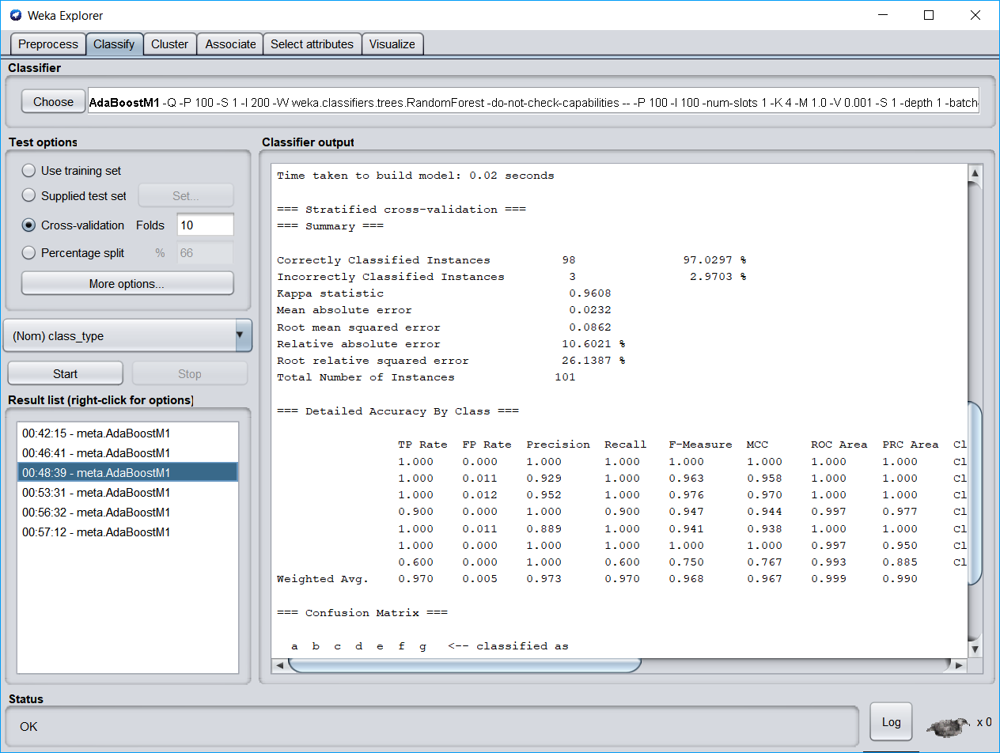 Weka Explorer
Preprocess Classify Cluster Associate Select attributes Visualize
Classifier
Choose AdaBoostM1 -Q -P 100 -S 1 -I 200 -W weka.classifiers.trees.RandomForest -do-not-check-capabilities -- -P 100 -I 100 -num-slots 1 -K 4 -M 1.0 -V 0.001 -S 1 -depth 1 -batch-
Test options
Use training set
Supplied test set Set...
Cross-validation Folds 10
Percentage split % 66
More options...
(Nom) class_type
Start Stop
Result list (right-click for options)
00:42:15 - meta.AdaBoostM1
00:46:41 - meta.AdaBoostM1
00:48:39 - meta.AdaBoostM1
00:53:31 - meta.AdaBoostM1
00:56:32 - meta.AdaBoostM1
00:57:12 - meta.AdaBoostM1
Classifier output
Time taken to build model: 0.02 seconds
=== Stratified cross-validation ===
=== Summary ===
Correctly Classified Instances 98 97.0297 %
Incorrectly Classified Instances 3 2.9703 %
Kappa statistic 0.9608
Mean absolute error 0.0232
Root mean squared error 0.0862
Relative absolute error 10.6021 %
Root relative squared error 26.1387 %
Total Number of Instances 101
=== Detailed Accuracy By Class ===
TP Rate FP Rate Precision Recall F-Measure MCC ROC Area PRC Area Cl
1.000 0.000 1.000 1.000 1.000 1.000 1.000 1.000 Cl
1.000 0.011 0.929 1.000 0.963 0.958 1.000 1.000 Cl
1.000 0.012 0.952 1.000 0.976 0.970 1.000 1.000 Cl
0.900 0.000 1.000 0.900 0.947 0.944 0.997 0.977 Cl
1.000 0.011 0.889 1.000 0.941 0.938 1.000 1.000 Cl
1.000 0.000 1.000 1.000 1.000 1.000 0.997 0.950 Cl
0.600 0.000 1.000 0.600 0.750 0.767 0.993 0.885 Cl
Weighted Avg. 0.970 0.005 0.973 0.970 0.968 0.967 0.999 0.990
=== Confusion Matrix ===
a b c d e f g <-- classified as
Status
OK
Log x 0